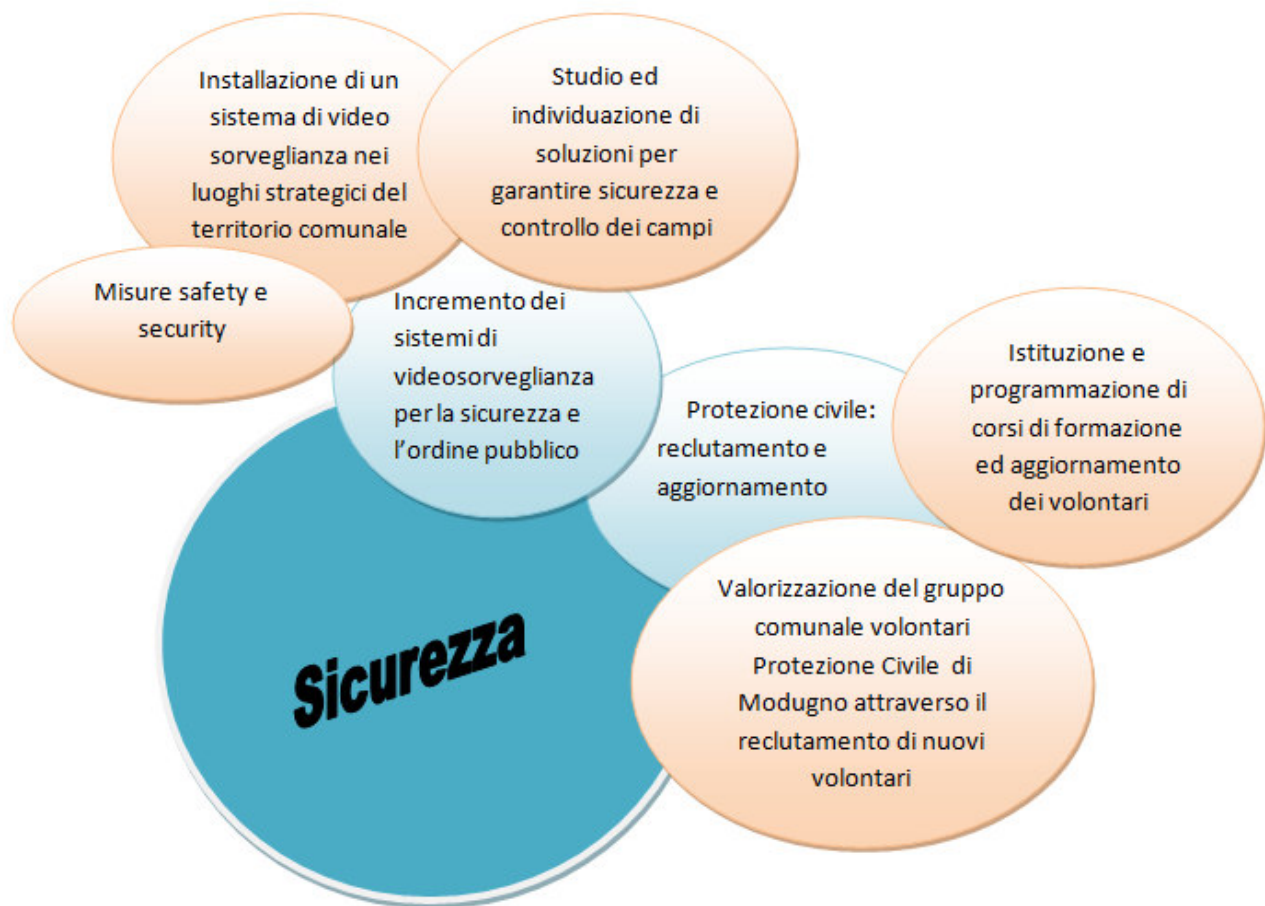 Installazione di un
sistema di video
sorveglianza nei
luoghi strategici del
territorio comunale
Studio ed
individuazione di
soluzioni per
garantire sicurezza e
controllo dei campi
Misure safety e
security
Incremento dei
sistemi di
videosorveglianza
per la sicurezza e
l’ordine pubblico
Protezione civile:
reclutamento e
aggiornamento
Istituzione e
programmazione di
corsi di formazione
ed aggiornamento
dei volontari
Valorizzazione del gruppo
comunale volontari
Protezione Civile di
Modugno attraverso il
reclutamento di nuovi
volontari
Sicurezza